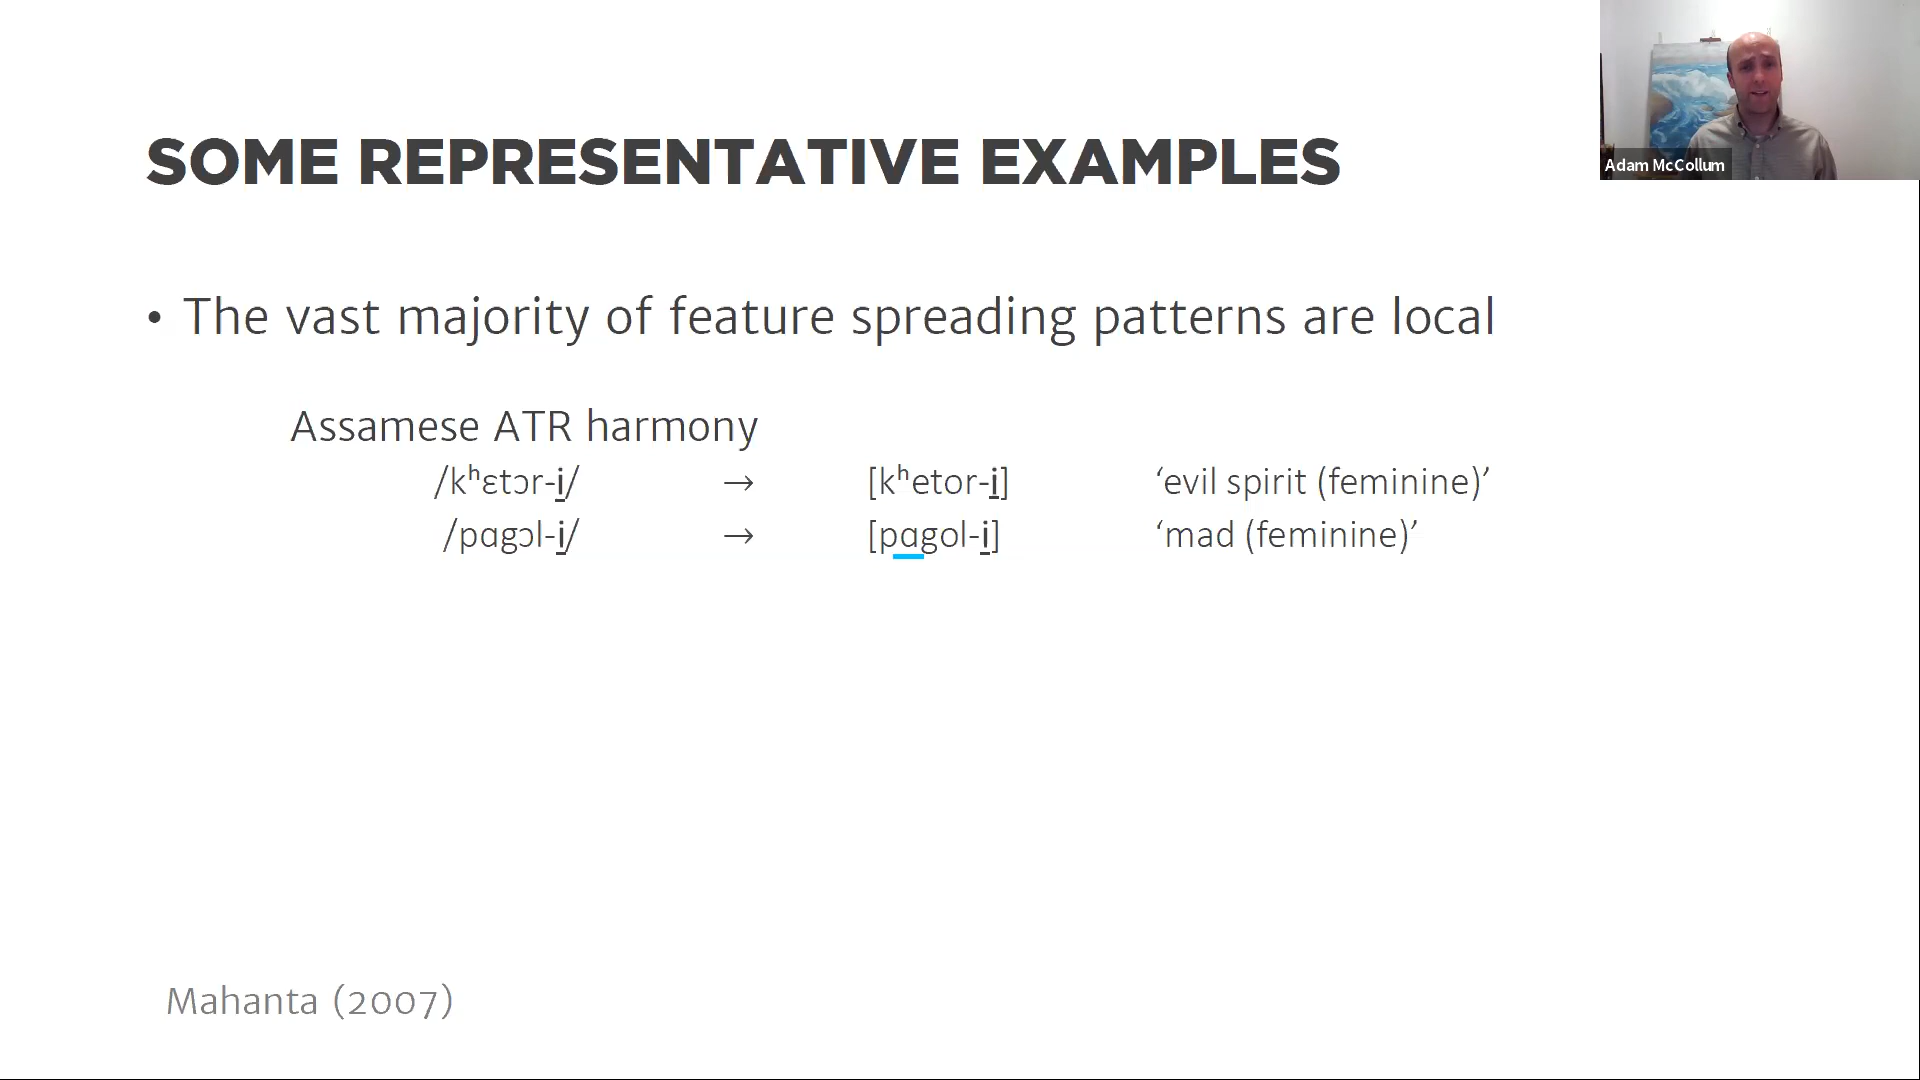 SOME REPRESENTATIVE EXAMPLES
• The vast majority of feature spreading patterns are local
Assamese ATR harmony
/kʰɛtɔr-i/ → [kʰetor-i] ‘evil spirit (feminine)’
/pɑgɔl-i/ → [pɑgol-i] ‘mad (feminine)’
Mahanta (2007)
Adam McCollum